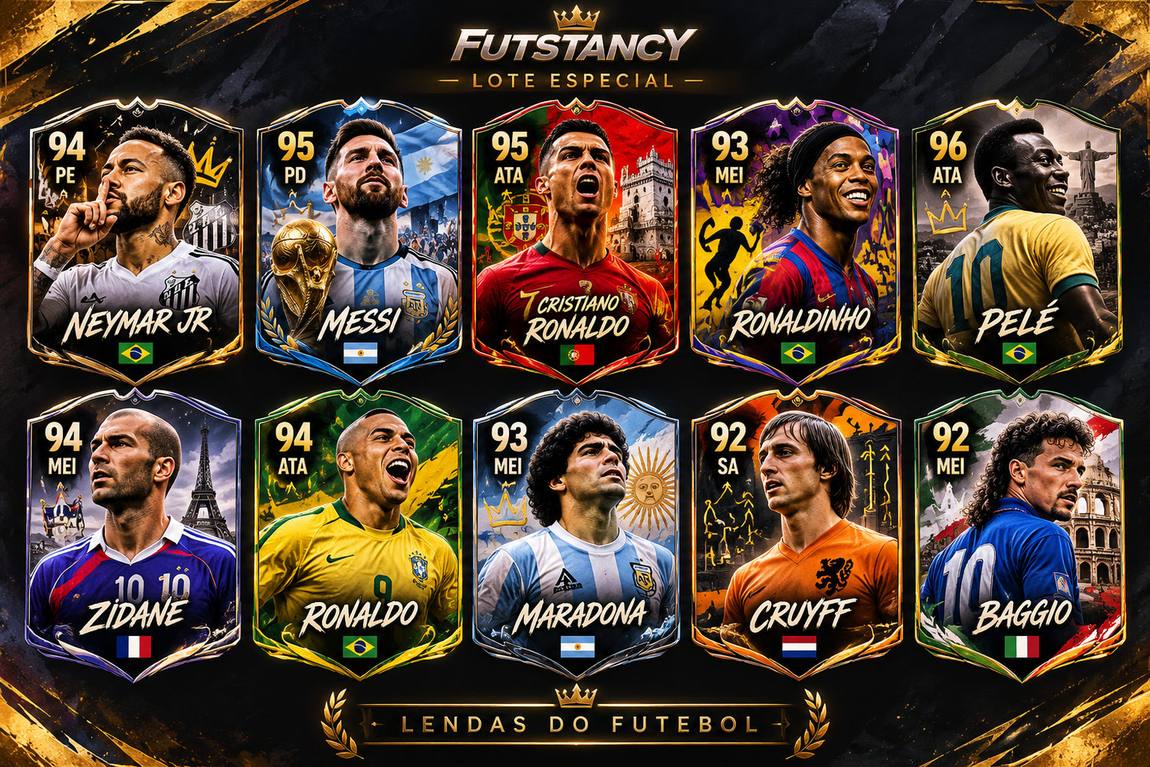 FUTSTANCY
LOTE ESPECIAL
94
PE
NEYMAR JR
95
PD
MESSI
95
ATA
7
CRISTIANO
RONALDO
93
MEI
RONALDINHO
96
ATA
10
PELÉ
94
MEI
10 10
ZIDANE
94
ATA
9
RONALDO
93
MEI
MARADONA
92
SA
CRUYFF
92
MEI
10
BAGGIO
LENDAS DO FUTEBOL